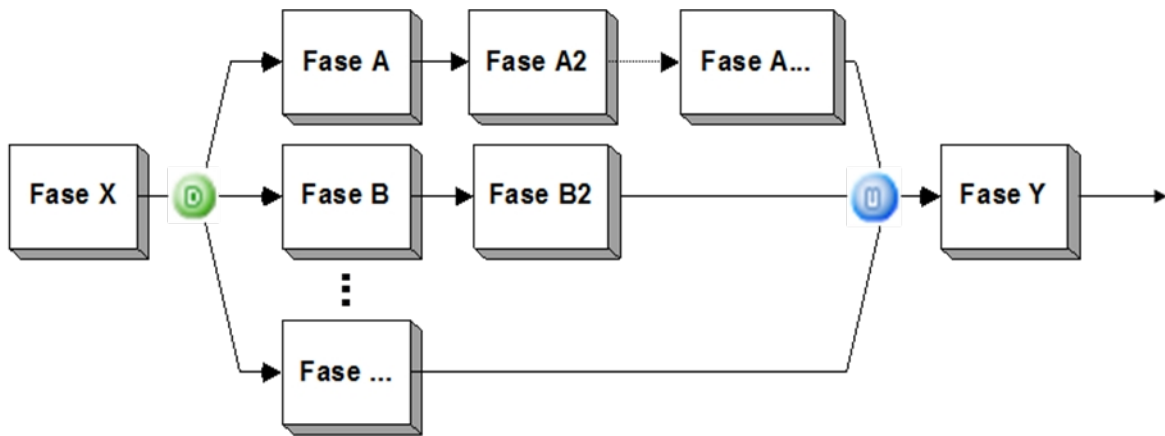 Fase A
Fase A2
Fase A...
Fase X
D
Fase B
Fase B2
U
Fase Y
Fase ...